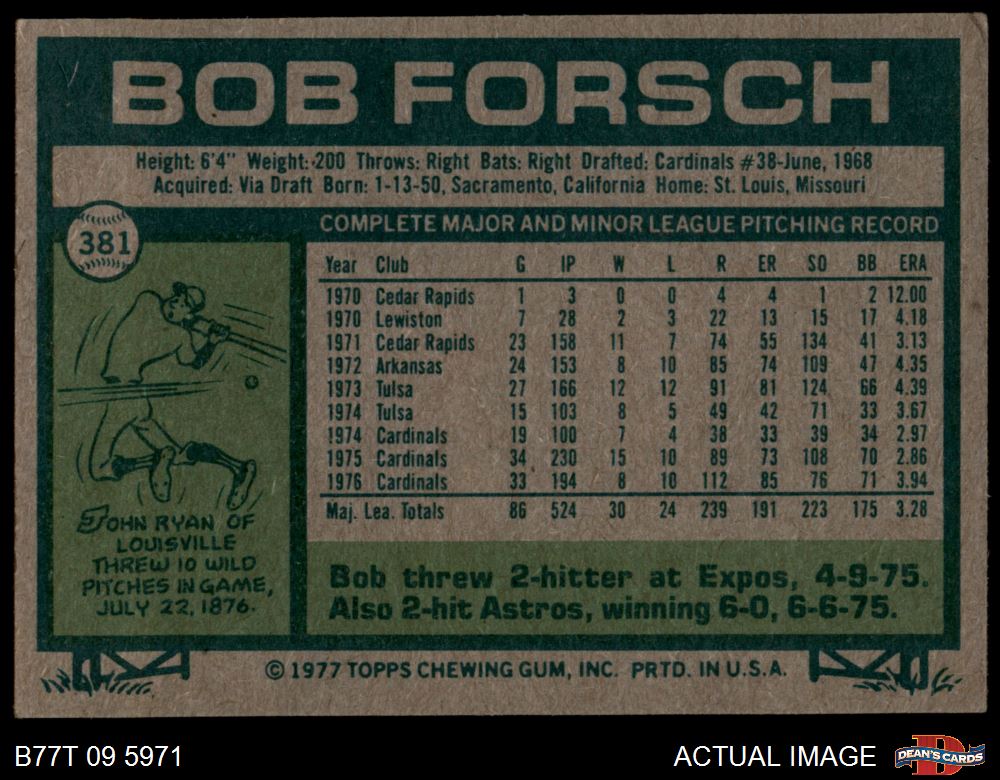 BOB FORSCH
Height: 6'4" Weight: 200 Throws: Right Bats: Right Drafted: Cardinals #38-June, 1968
Acquired: Via Draft Born: 1-13-50, Sacramento, California Home: St. Louis, Missouri
381
COMPLETE MAJOR AND MINOR LEAGUE PITCHING RECORD
Year Club G IP W L R ER SO BB ERA
1970 Cedar Rapids 1 3 0 0 4 4 1 2 12.00
1970 Lewiston 7 28 2 3 22 13 15 17 4.18
1971 Cedar Rapids 23 158 11 7 74 55 134 41 3.13
1972 Arkansas 24 153 8 10 85 74 109 47 4.35
1973 Tulsa 27 166 12 12 91 81 124 66 4.39
1974 Tulsa 15 103 8 5 49 42 71 33 3.67
1974 Cardinals 19 100 7 4 38 33 39 34 2.97
1975 Cardinals 34 230 15 10 89 73 108 70 2.86
1976 Cardinals 33 194 8 10 112 85 76 71 3.94
Maj. Lea. Totals 86 524 30 24 239 191 223 175 3.28
JOHN RYAN OF
LOUISVILLE
THREW 10 WILD
PITCHES IN GAME,
JULY 22, 1876.
Bob threw 2-hitter at Expos, 4-9-75.
Also 2-hit Astros, winning 6-0, 6-6-75.
© 1977 TOPPS CHEWING GUM, INC. PRTD. IN U.S.A.
B77T 09 5971
ACTUAL IMAGE
DEAN'S CARDS